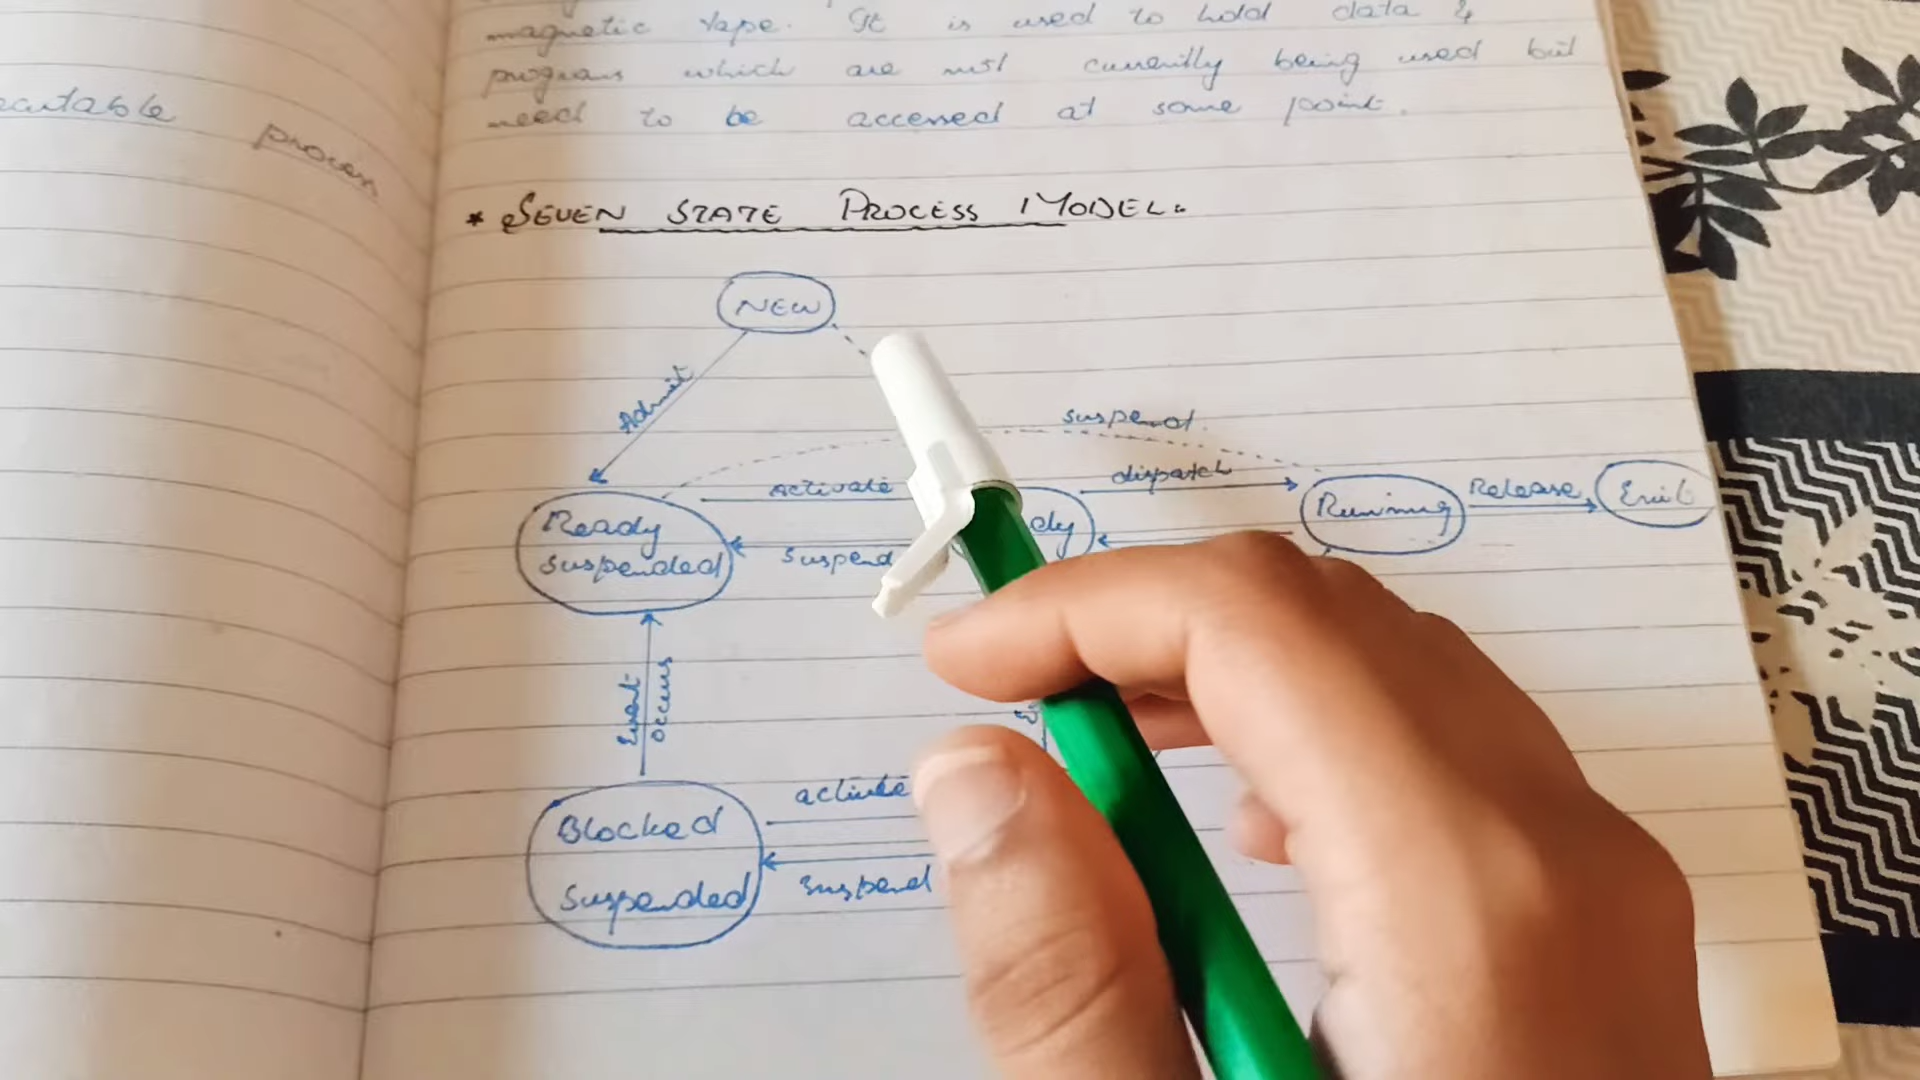 magnetic tape. It is used to hold data &
programs which are not currently being used but
need to be accessed at some point.
process
* SEVEN STATE PROCESS MODEL.
NEW
Admit
suspend.
Activate
dispatch
Release
Exit
Ready
suspended
Suspend
dy
Running
Event
occurs
activate
Blocked
Suspended
Suspend